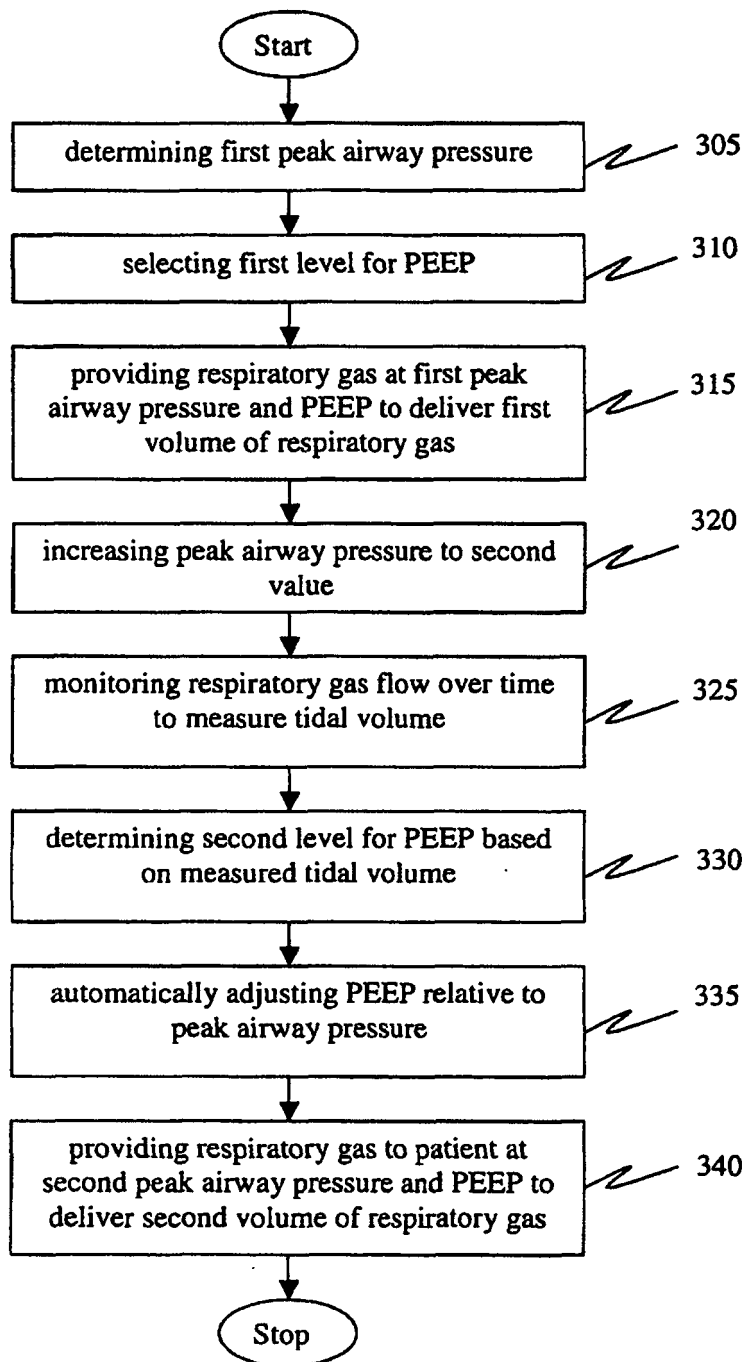 Start
determining first peak airway pressure
305
selecting first level for PEEP
310
providing respiratory gas at first peak
airway pressure and PEEP to deliver first
volume of respiratory gas
315
increasing peak airway pressure to second
value
320
monitoring respiratory gas flow over time
to measure tidal volume
325
determining second level for PEEP based
on measured tidal volume
330
automatically adjusting PEEP relative to
peak airway pressure
335
providing respiratory gas to patient at
second peak airway pressure and PEEP to
deliver second volume of respiratory gas
340
Stop